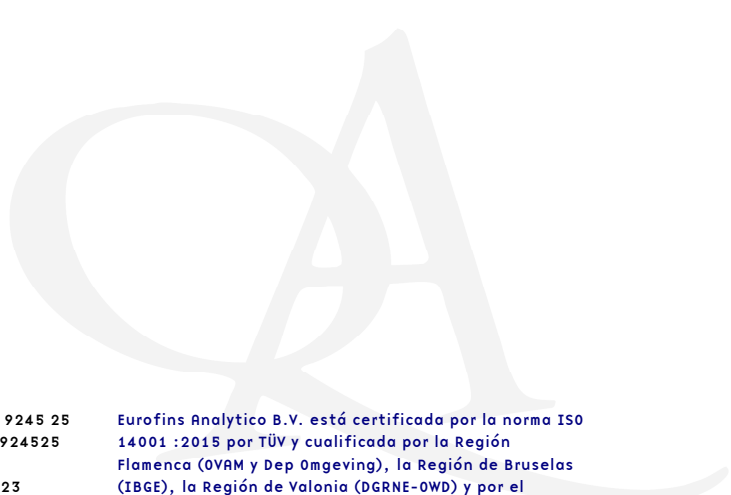 9245 25 Eurofins Analytico B.V. está certificada por la norma ISO
924525 14001 :2015 por TÜV y cualificada por la Región
Flamenca (OVAM y Dep Omgeving), la Región de Bruselas
23 (IBGE), la Región de Valonia (DGRNE-OWD) y por el